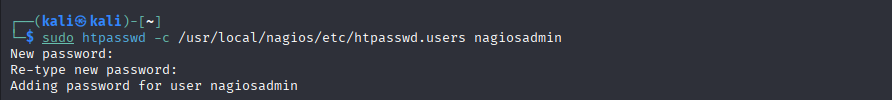 ┌──(kali㉿kali)-[~]
└─$ sudo htpasswd -c /usr/local/nagios/etc/htpasswd.users nagiosadmin
New password:
Re-type new password:
Adding password for user nagiosadmin